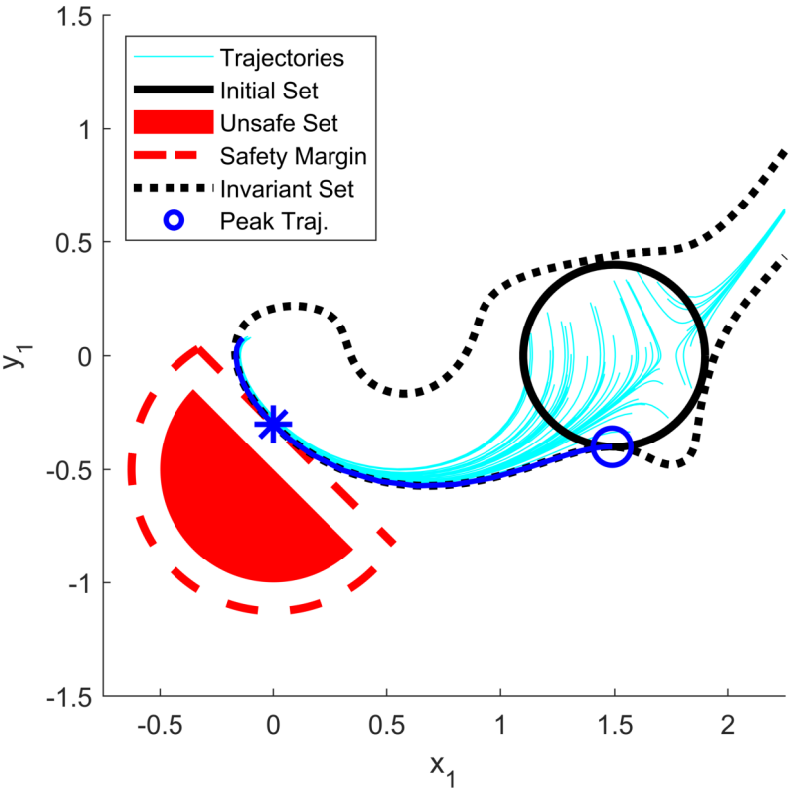 1.5
Trajectories
Initial Set
1
Unsafe Set
Safety Margin
Invariant Set
Peak Traj.
0.5
0
y1
-0.5
-1
-1.5
-0.5 0 0.5 1 1.5 2
x1